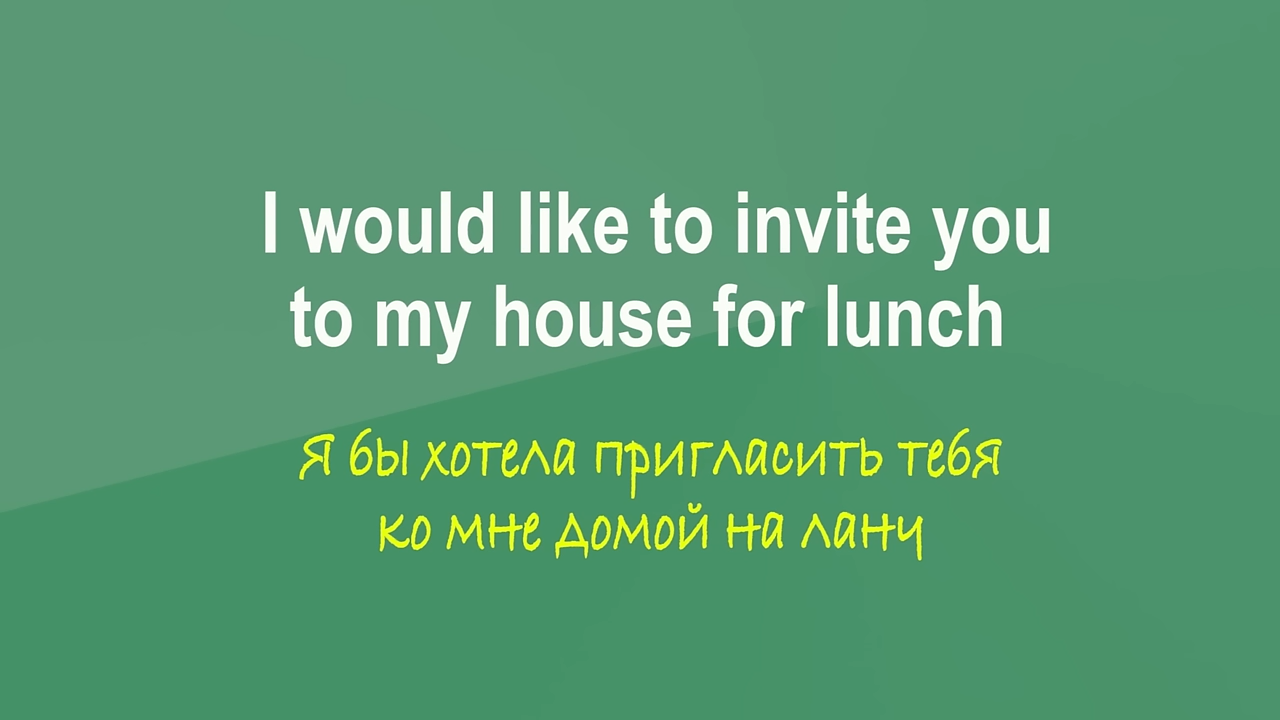 I would like to invite you
to my house for lunch
Я бы хотела пригласить тебя
ко мне домой на ланч